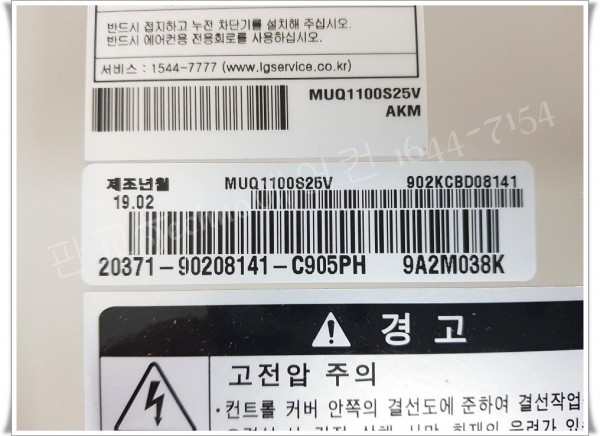 반드시 접지하고 누전 차단기를 설치해 주십시오.
반드시 에어컨용 전용회로를 사용하십시오.
서비스 : 1544-7777 (www.lgservice.co.kr)
MUQ1100S25V
AKM
제조년월
MUQ1100S25V
902KCBD08141
19.02
20371-90208141-C905PH
9A2M038K
1644-7154
경 고
고전압 주의
·컨트롤 커버 안쪽의 결선도에 준하여 결선작업